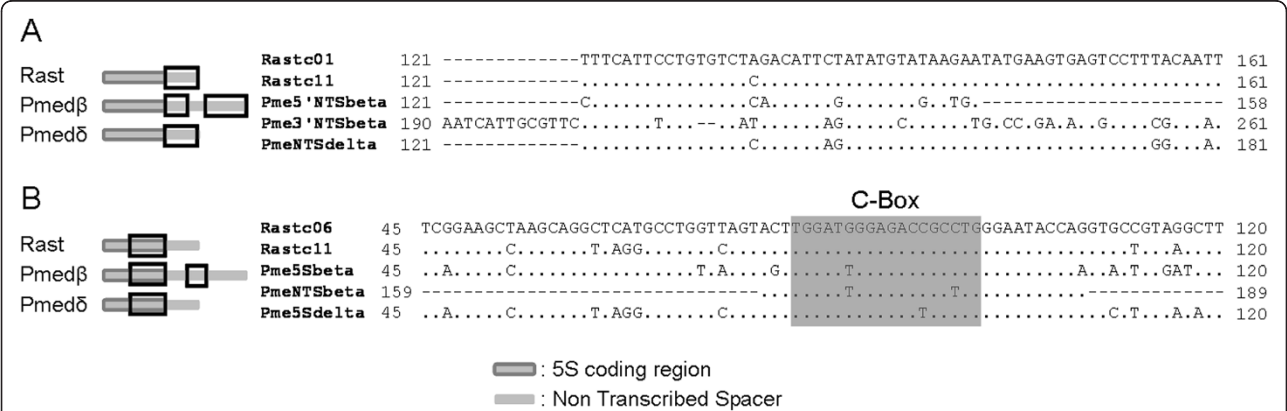 A
Rast
Pmedβ
Pmedδ
Rastc01 121 -------------TTTCATTCCTGTGTCTAGACATTCTATATGTATAAGAATATGAAGTGAGTCCTTTACAATT 161
Rastc11 121 -------------................C............................................ 161
Pme5'NTSbeta 121 -------------C...............CA......G.......G..TG.----------------------- 158
Pme3'NTSbeta 190 AATCATTGCGTTC.......T...--..AT......AG.....C......TG.CC.GA.A..G....CG...A. 261
PmeNTSdelta 121 -------------................C......AG.............................GG...A. 181
B
C-Box
Rast
Pmedβ
Pmedδ
Rastc06 45 TCGGAAGCTAAGCAGGCTCATGCCTGGTTAGTACTTGGATGGGAGACCGCCTGGGAATACCAGGTGCCGTAGGCTT 120
Rastc11 45 ........C.......T.AGG.......C......................................T...A.... 120
Pme5Sbeta 45 ..A.....C.................T.A....G......T.....................A..A.T..GAT... 120
PmeNTSbeta 159 --------------------------------........T.........T............------------- 189
Pme5Sdelta 45 ..A.....C.......T.AGG.......C..................T.................C.T...A.A.. 120
: 5S coding region
: Non Transcribed Spacer